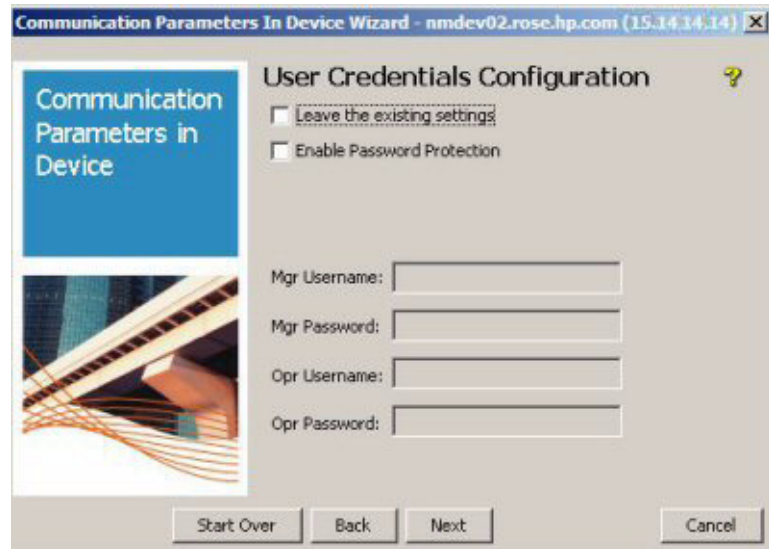 Communication Parameters In Device Wizard - nmdev02.rose.hp.com (15.14.14.14)
Communication
Parameters in
Device
User Credentials Configuration
?
Leave the existing settings
Enable Password Protection
Mgr Username:
Mgr Password:
Opr Username:
Opr Password:
Start Over
Back
Next
Cancel